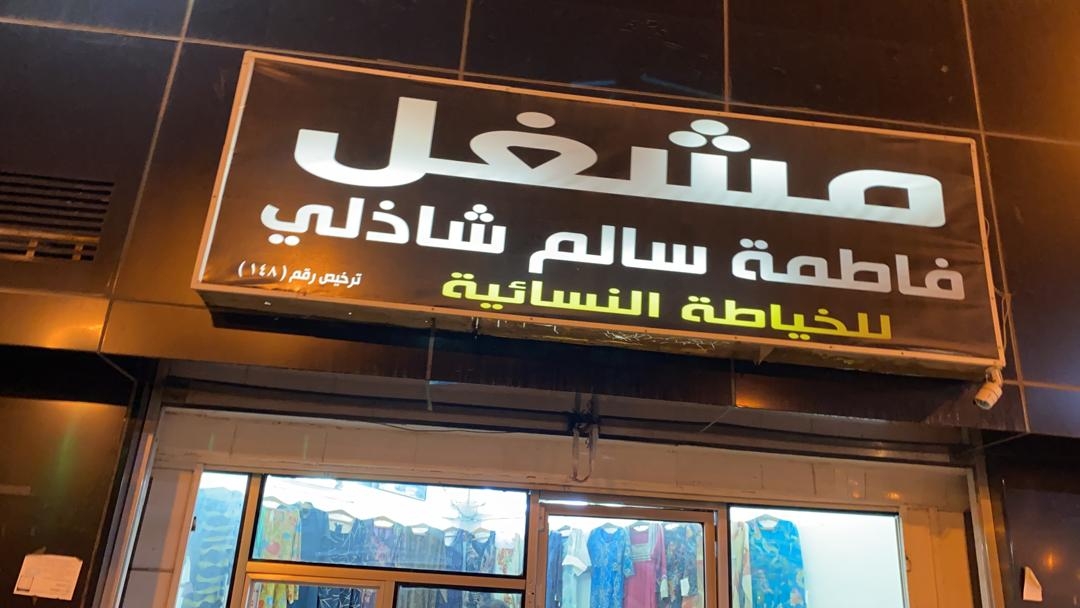 مشغل
فاطمة سالم شاذلي
للخياطة النسائية
ترخيص رقم (١٤٨)